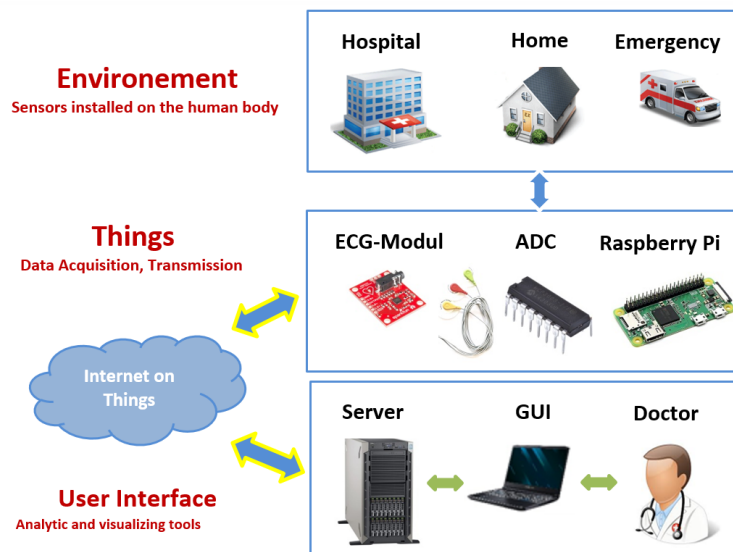 Hospital
Home
Emergency
Environement
Sensors installed on the human body
Things
Data Acquisition, Transmission
ECG-Modul
ADC
Raspberry Pi
Internet on
Things
Server
GUI
Doctor
User Interface
Analytic and visualizing tools